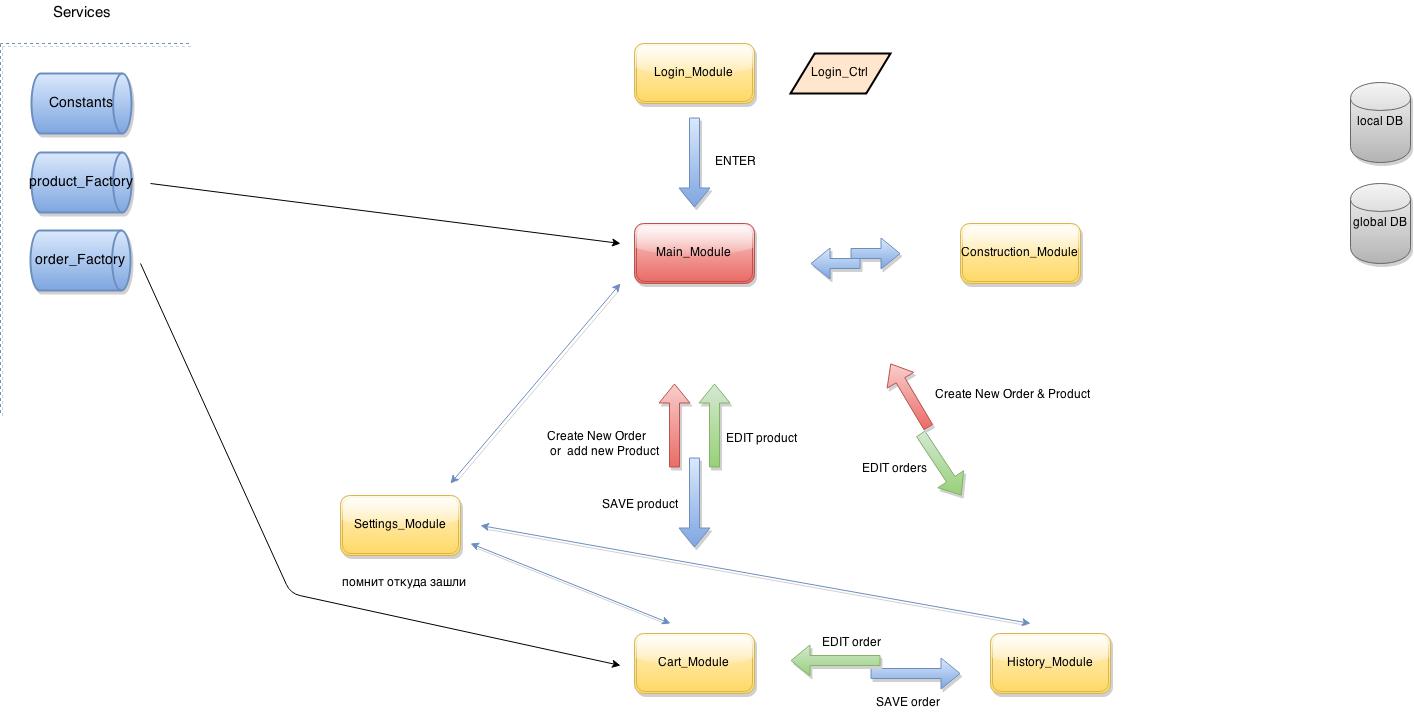 Services
Constants
product_Factory
order_Factory
Login_Module
Login_Ctrl
local DB
global DB
ENTER
Main_Module
Construction_Module
Create New Order & Product
EDIT orders
Create New Order
or add new Product
EDIT product
SAVE product
Settings_Module
помнит откуда зашли
Cart_Module
EDIT order
SAVE order
History_Module